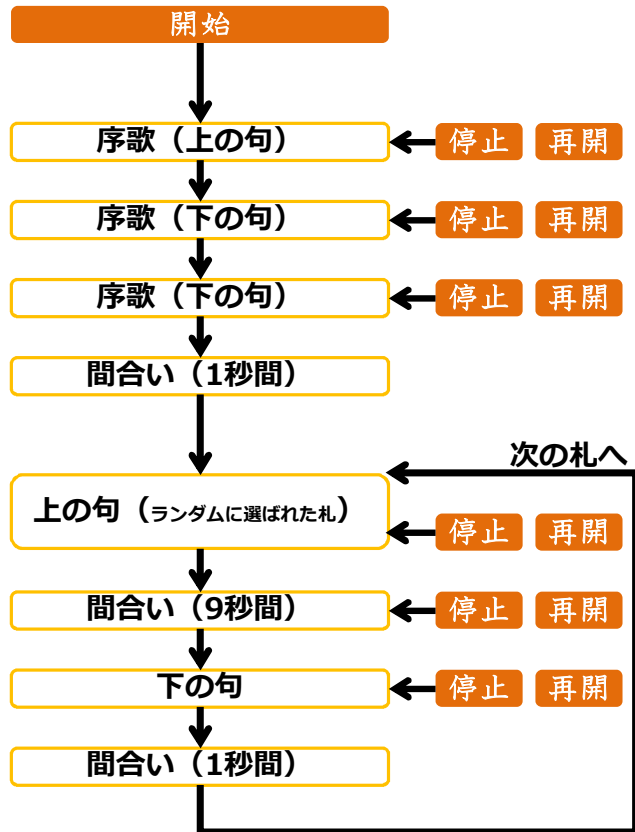 開始
序歌（上の句） 停止 再開
序歌（下の句） 停止 再開
序歌（下の句） 停止 再開
間合い（1秒間）
次の札へ
上の句（ランダムに選ばれた札）
停止 再開
間合い（9秒間） 停止 再開
下の句 停止 再開
間合い（1秒間）